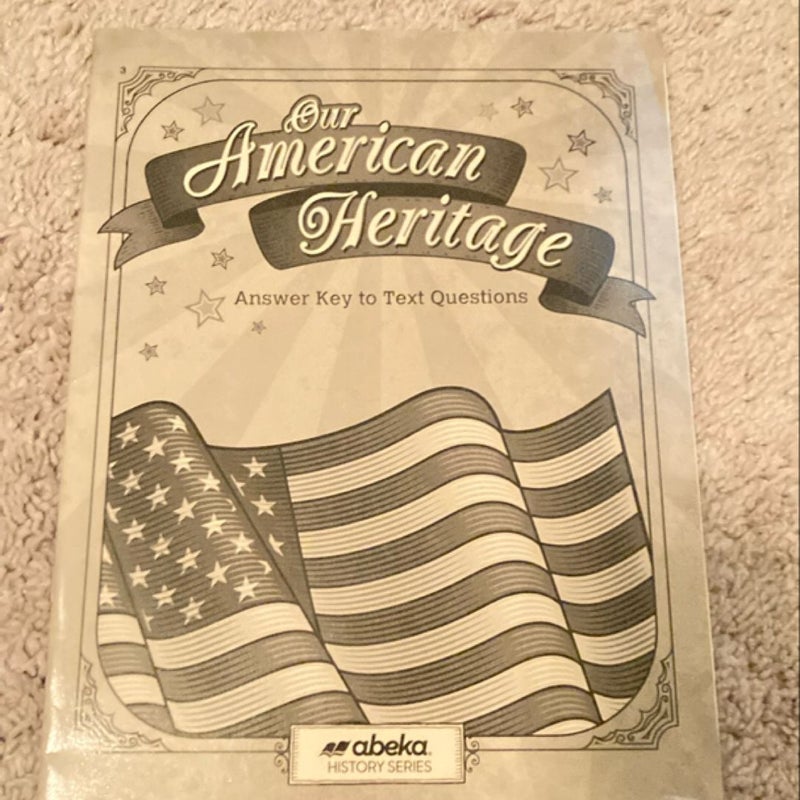 3
Our
American
Heritage
Answer Key to Text Questions
abeka
HISTORY SERIES